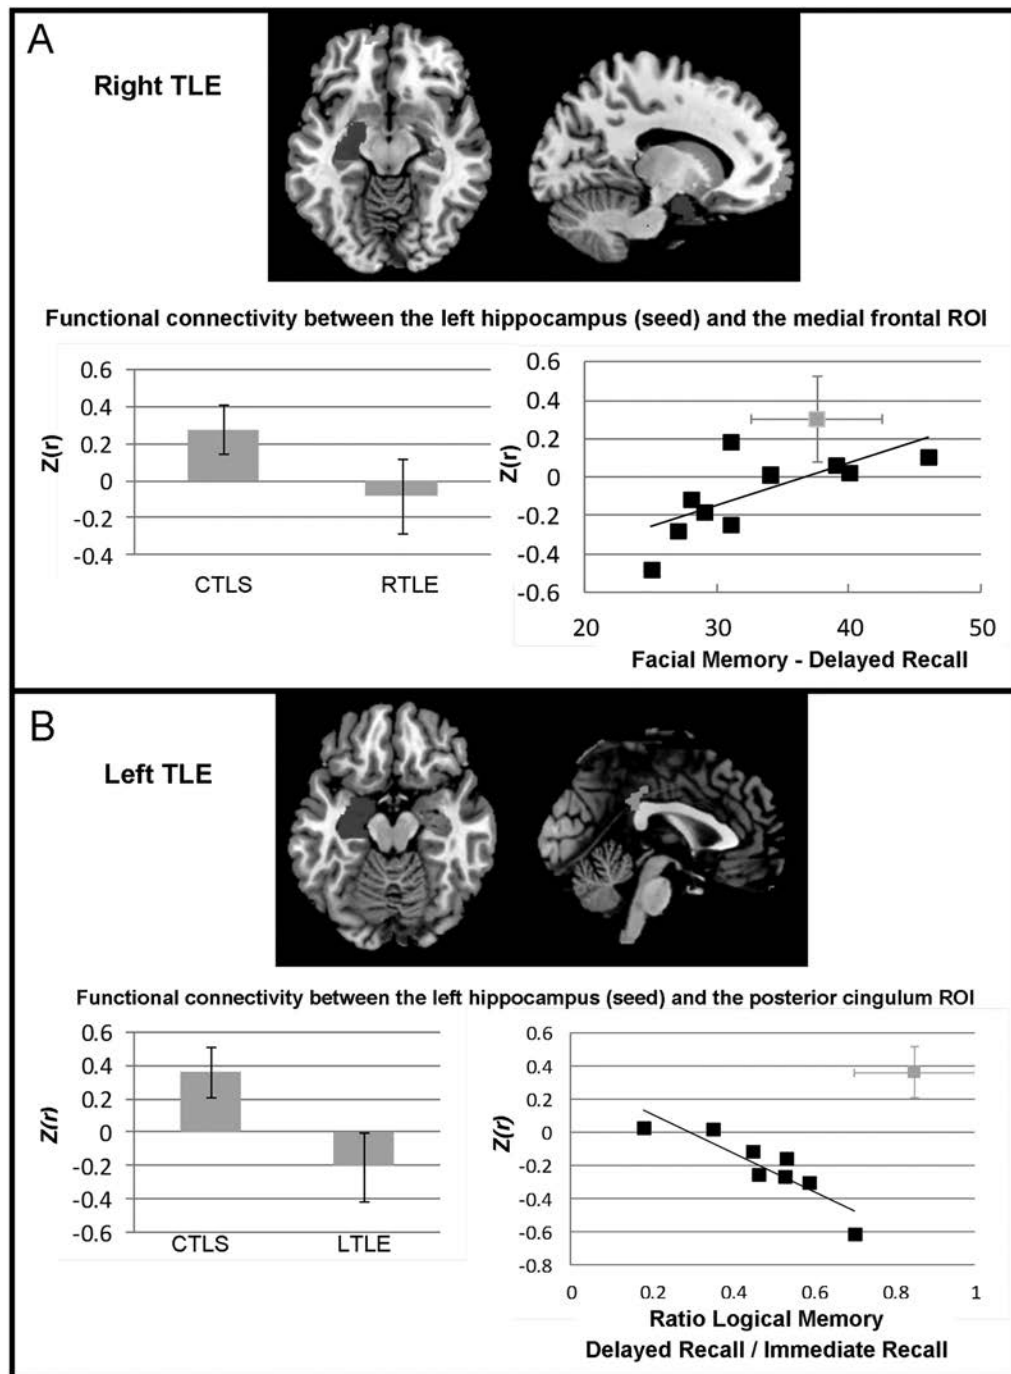 A
Right TLE
Functional connectivity between the left hippocampus (seed) and the medial frontal ROI
0.6
0.4
0.2
0
-0.2
-0.4
Z(r)
CTLS RTLE
0.6
0.4
0.2
0
-0.2
-0.4
-0.6
Z(r)
20 30 40 50
Facial Memory - Delayed Recall
B
Left TLE
Functional connectivity between the left hippocampus (seed) and the posterior cingulum ROI
0.6
0.4
0.2
0
-0.2
-0.4
-0.6
Z(r)
CTLS LTLE
0.6
0.4
0.2
0
-0.2
-0.4
-0.6
-0.8
Z(r)
0 0.2 0.4 0.6 0.8 1
Ratio Logical Memory
Delayed Recall / Immediate Recall